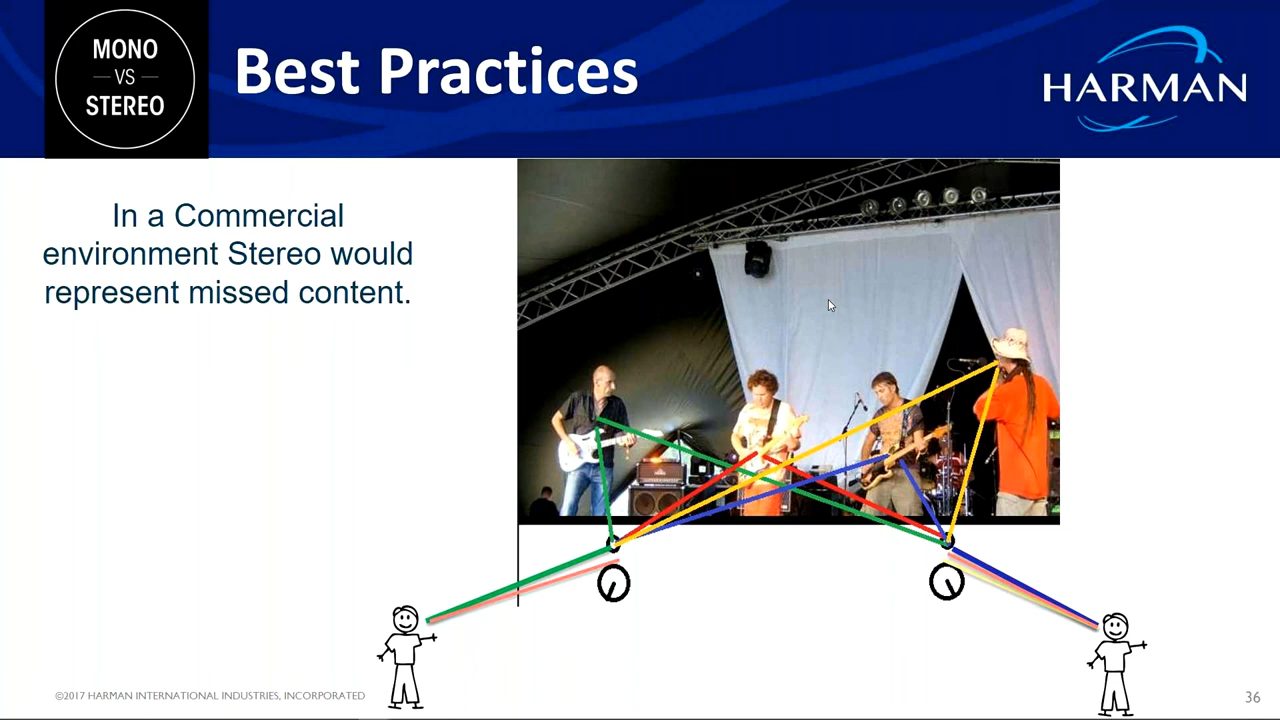 MONO
VS
STEREO
Best Practices
HARMAN
In a Commercial
environment Stereo would
represent missed content.
©2017 HARMAN INTERNATIONAL INDUSTRIES, INCORPORATED
36